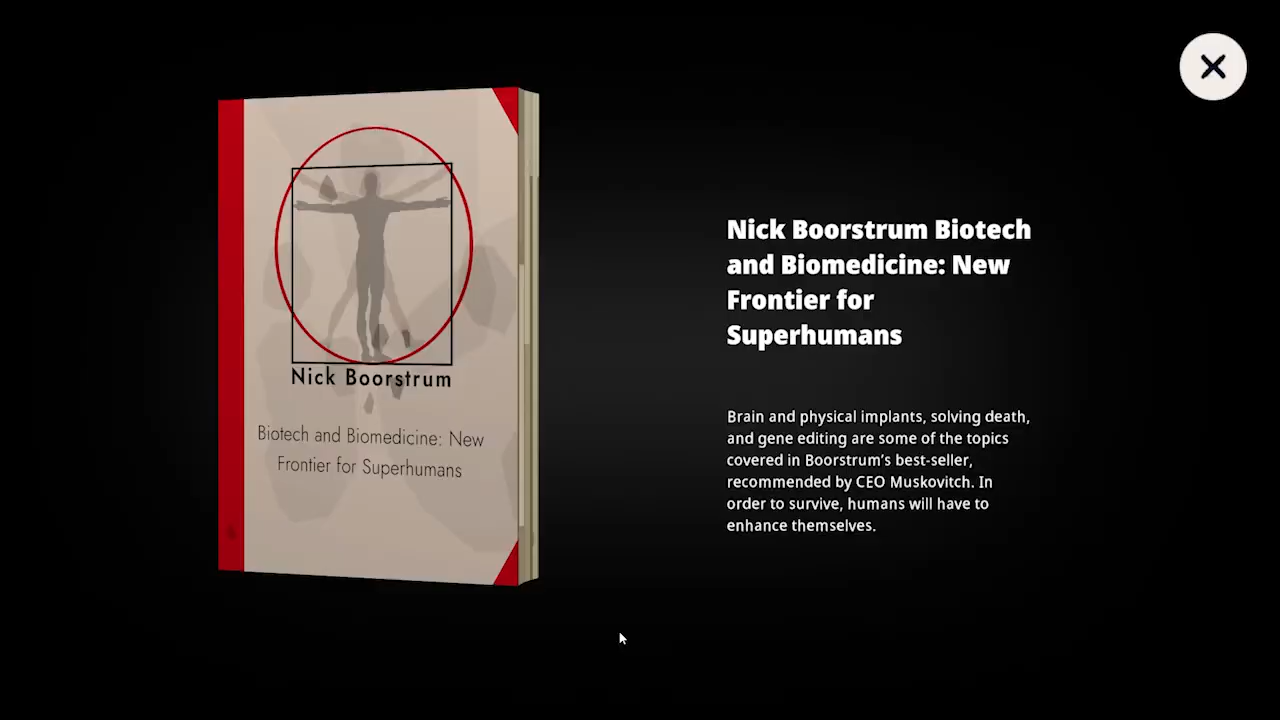 Nick Boorstrum
Biotech and Biomedicine: New
Frontier for Superhumans
Nick Boorstrum Biotech
and Biomedicine: New
Frontier for
Superhumans
Brain and physical implants, solving death,
and gene editing are some of the topics
covered in Boorstrum’s best-seller,
recommended by CEO Muskovitch. In
order to survive, humans will have to
enhance themselves.